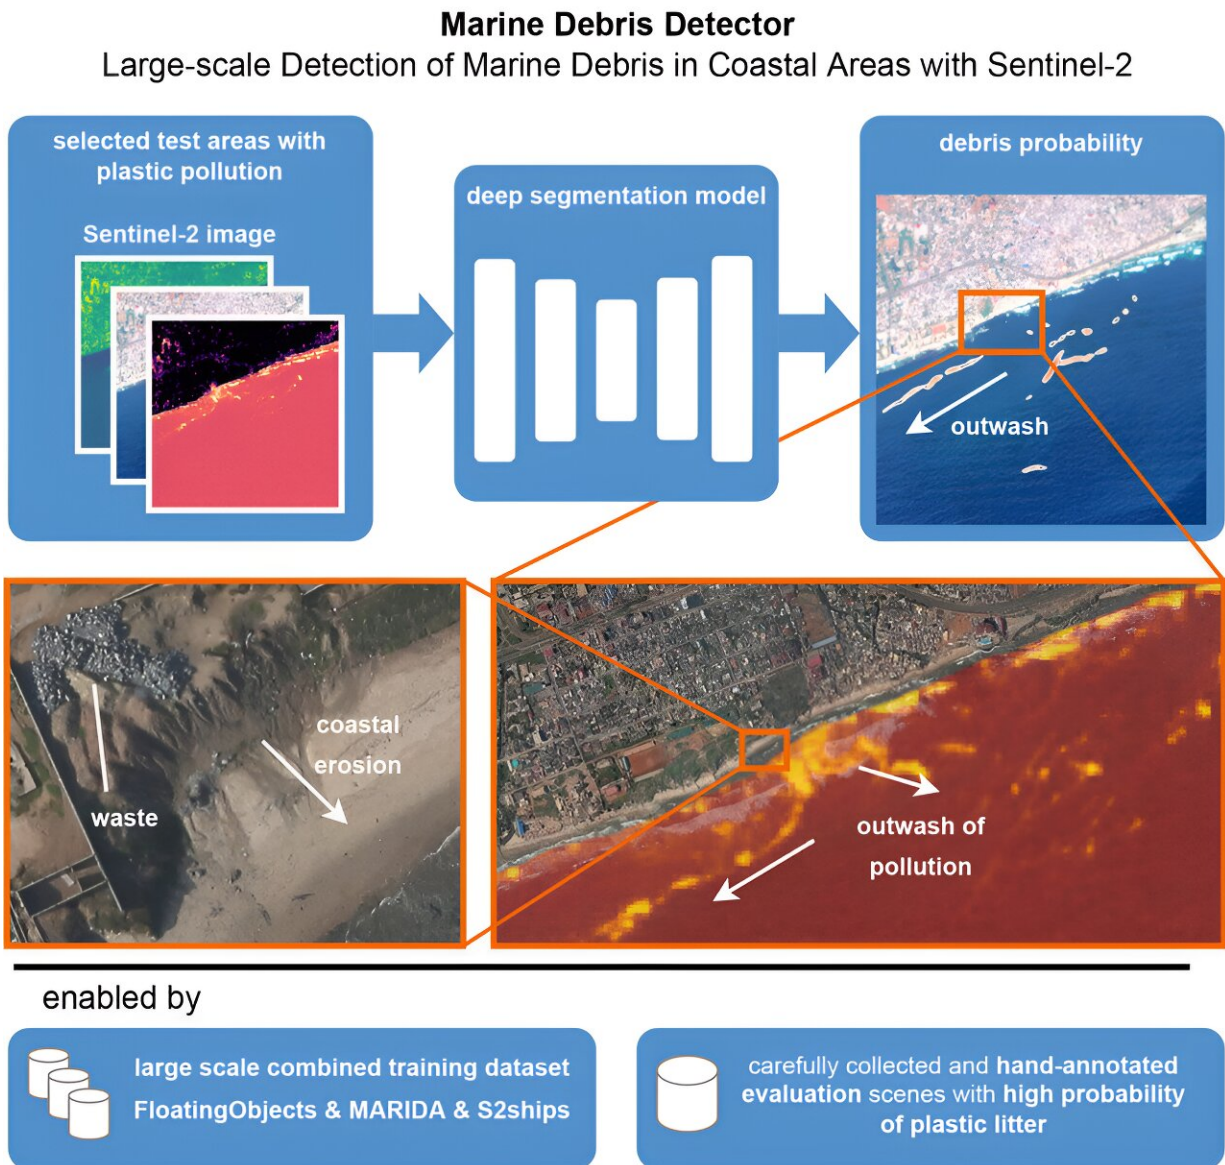 Marine Debris Detector
Large-scale Detection of Marine Debris in Coastal Areas with Sentinel-2
selected test areas with
plastic pollution
Sentinel-2 image
deep segmentation model
debris probability
outwash
waste
coastal
erosion
outwash of
pollution
enabled by
large scale combined training dataset
FloatingObjects & MARIDA & S2ships
carefully collected and hand-annotated
evaluation scenes with high probability
of plastic litter